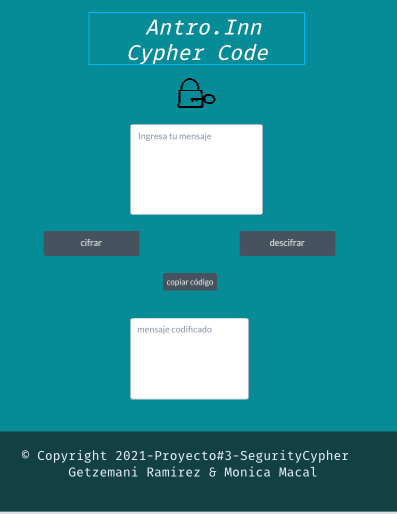 Antro.Inn
Cypher Code
Ingresa tu mensaje
cifrar
descifrar
copiar código
mensaje codificado
© Copyright 2021-Proyecto#3-SegurityCypher
Getzemani Ramirez & Monica Macal